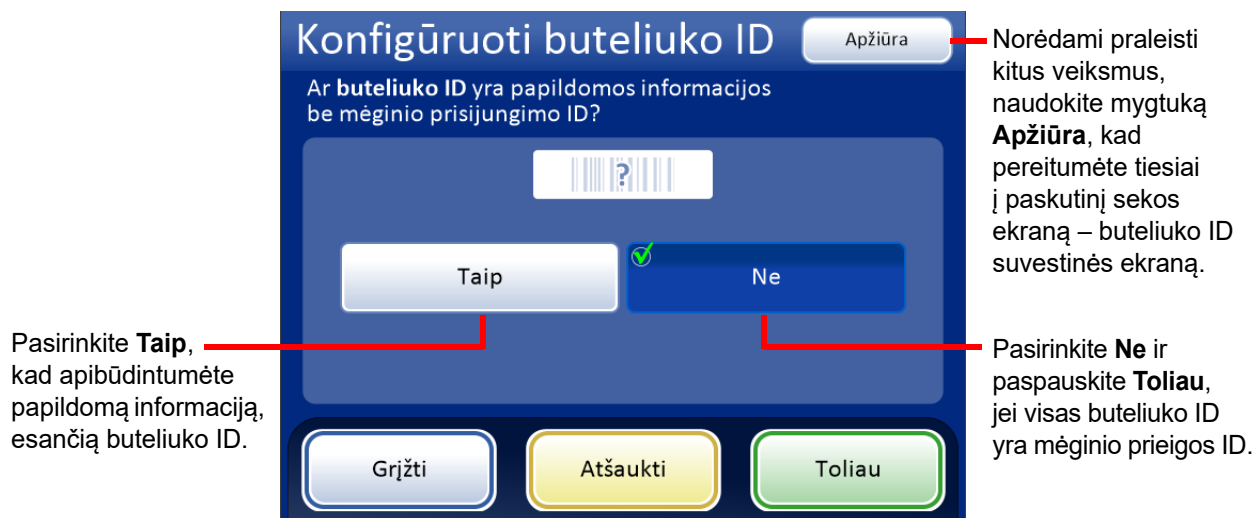 Konfigūruoti buteliuko ID
Apžiūra
Ar buteliuko ID yra papildomos informacijos
be mėginio prisijungimo ID?
?
Taip
Ne
Grįžti
Atšaukti
Toliau
Norėdami praleisti
kitus veiksmus,
naudokite mygtuką
Apžiūra, kad
pereitumėte tiesiai
į paskutinį sekos
ekraną – buteliuko ID
suvestinės ekraną.
Pasirinkite Taip,
kad apibūdintumėte
papildomą informaciją,
esančią buteliuko ID.
Pasirinkite Ne ir
paspauskite Toliau,
jei visas buteliuko ID
yra mėginio prieigos ID.